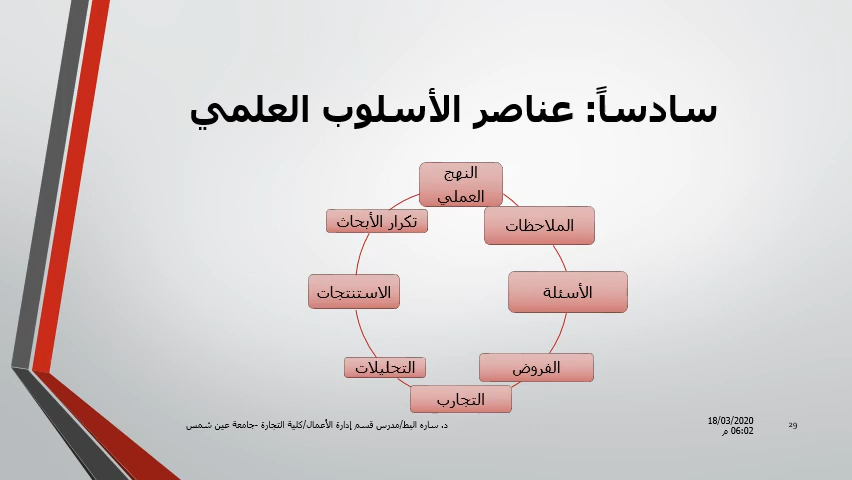 سادساً: عناصر الأسلوب العلمي
النهج
العملي
الملاحظات
الأسئلة
الفروض
التجارب
التحليلات
الاستنتجات
تكرار الأبحاث
د. ساره البط/مدرس قسم إدارة الأعمال/كلية التجارة -جامعة عين شمس
18/03/2020
06:02 م
29